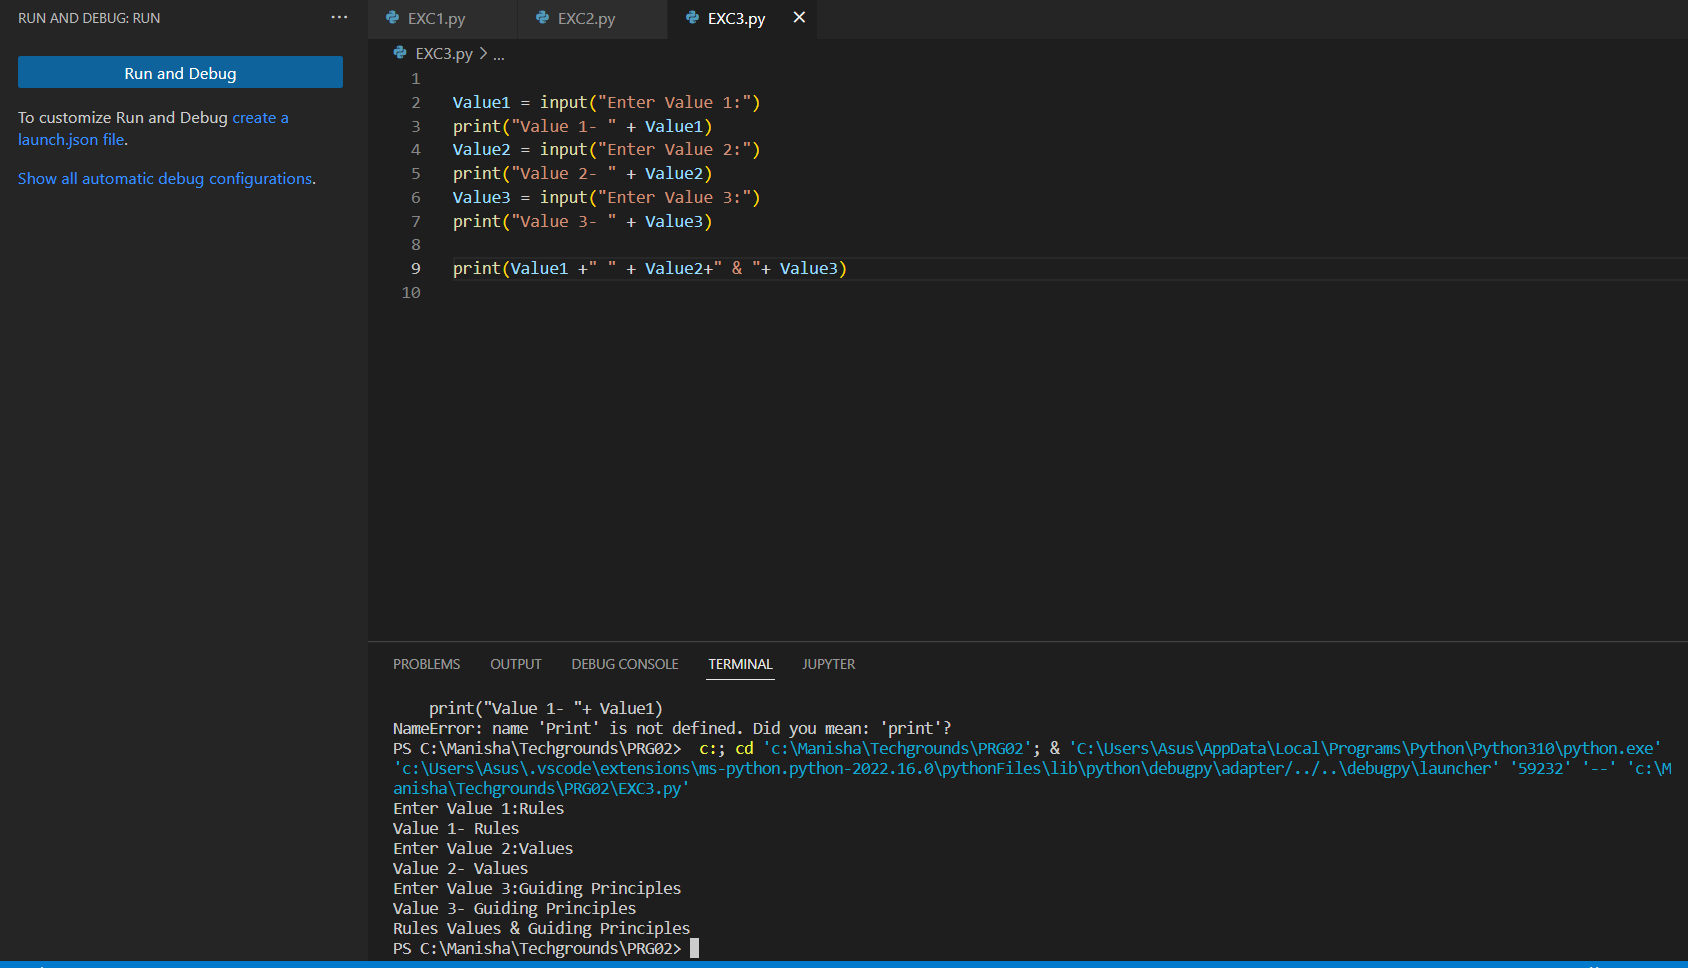 RUN AND DEBUG: RUN ...
Run and Debug
To customize Run and Debug create a
launch.json file.
Show all automatic debug configurations.
EXC1.py EXC2.py EXC3.py ×
EXC3.py > ...
1
2 Value1 = input("Enter Value 1:")
3 print("Value 1- " + Value1)
4 Value2 = input("Enter Value 2:")
5 print("Value 2- " + Value2)
6 Value3 = input("Enter Value 3:")
7 print("Value 3- " + Value3)
8
9 print(Value1 +" " + Value2+" & "+ Value3)
10
PROBLEMS OUTPUT DEBUG CONSOLE TERMINAL JUPYTER
print("Value 1- "+ Value1)
NameError: name 'Print' is not defined. Did you mean: 'print'?
PS C:\Manisha\Techgrounds\PRG02>  c:; cd 'c:\Manisha\Techgrounds\PRG02'; & 'C:\Users\Asus\AppData\Local\Programs\Python\Python310\python.exe'
'c:\Users\Asus\.vscode\extensions\ms-python.python-2022.16.0\pythonFiles\lib\python\debugpy\adapter/../..\debugpy\launcher' '59232' '--' 'c:\M
anisha\Techgrounds\PRG02\EXC3.py'
Enter Value 1:Rules
Value 1- Rules
Enter Value 2:Values
Value 2- Values
Enter Value 3:Guiding Principles
Value 3- Guiding Principles
Rules Values & Guiding Principles
PS C:\Manisha\Techgrounds\PRG02>